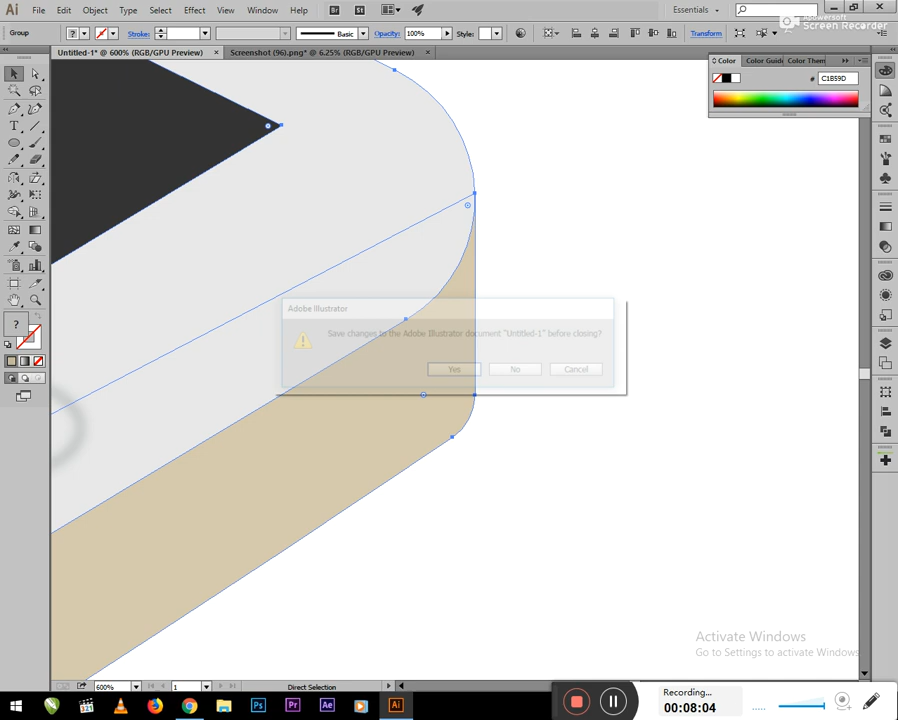 Ai File Edit Object Type Select Effect View Window Help Br St Essentials
Apowersoft
Screen Recorder
Group ? Stroke: Basic Opacity: 100% Style: Transform
Untitled-1* @ 600% (RGB/GPU Preview) × Screenshot (96).png* @ 6.25% (RGB/GPU Preview) ×
Color Color Guide Color Them
# C1B59D
Adobe Illustrator
Save changes to the Adobe Illustrator document "Untitled-1" before closing?
Yes No Cancel
?
Activate Windows
Go to Settings to activate Windows
600% 1 Direct Selection
321 Ps Pr Ae Ai
Recording...
00:08:04